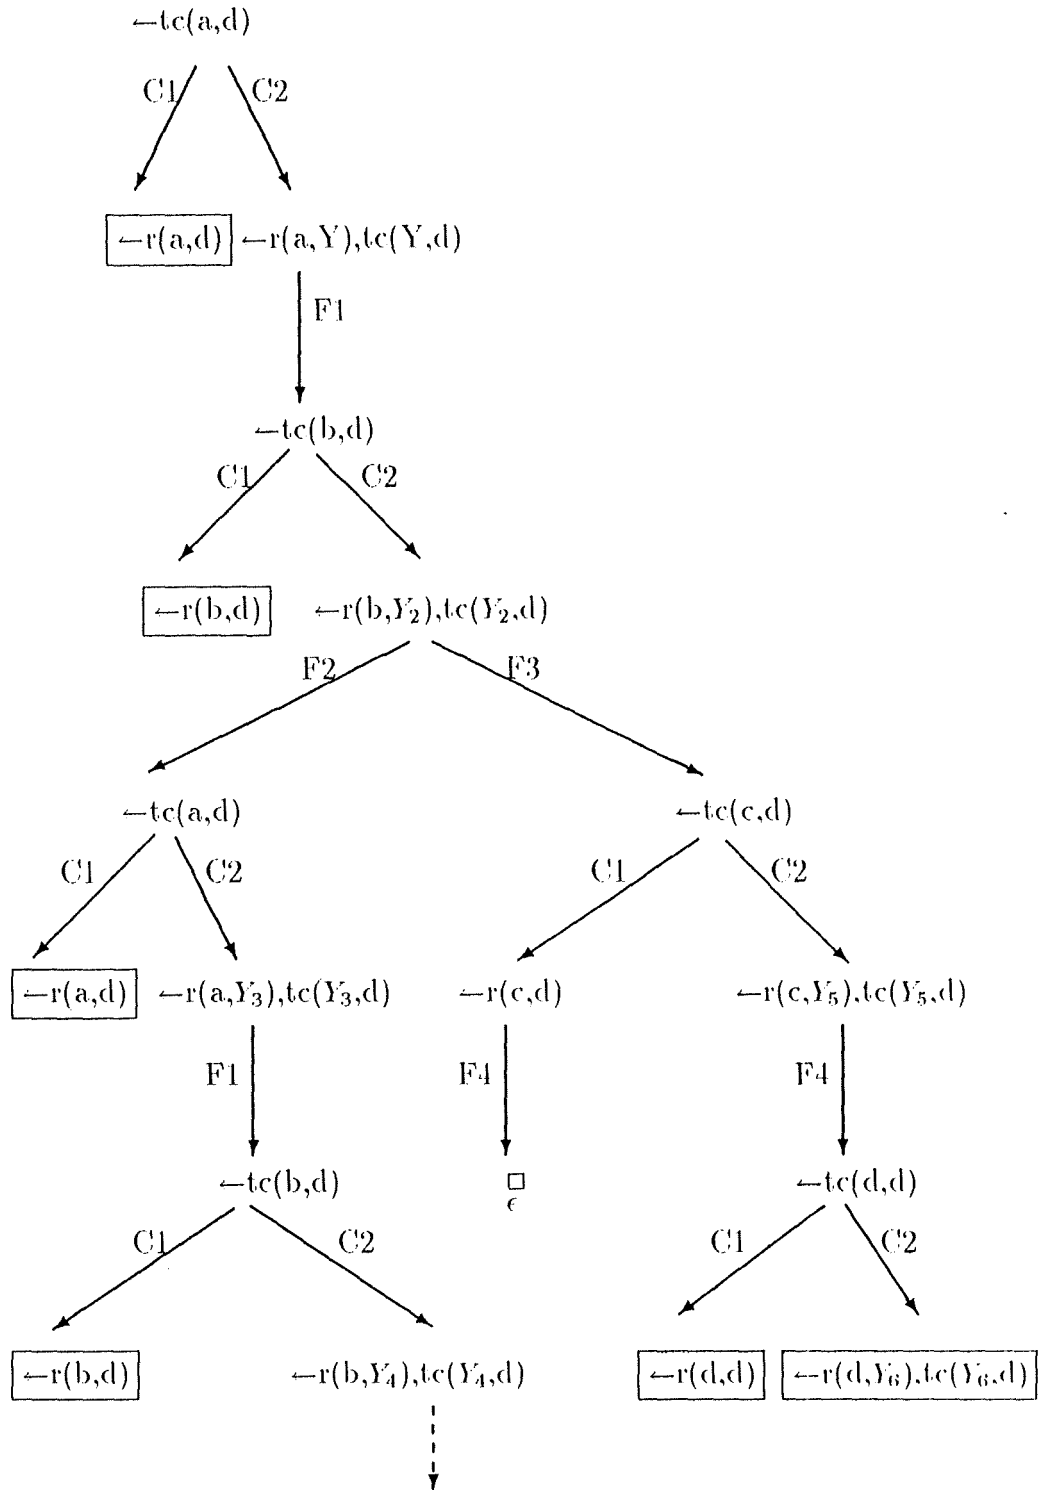 ←tc(a,d)
C1 C2
←r(a,d) ←r(a,Y),tc(Y,d)
F1
←tc(b,d)
C1 C2
←r(b,d) ←r(b,Y₂),tc(Y₂,d)
F2 F3
←tc(a,d) ←tc(c,d)
C1 C2 C1 C2
←r(a,d) ←r(a,Y₃),tc(Y₃,d) ←r(c,d) ←r(c,Y₅),tc(Y₅,d)
F1 F4 F4
←tc(b,d) □ ←tc(d,d)
ϵ
C1 C2 C1 C2
←r(b,d) ←r(b,Y₄),tc(Y₄,d) ←r(d,d) ←r(d,Y₆),tc(Y₆,d)